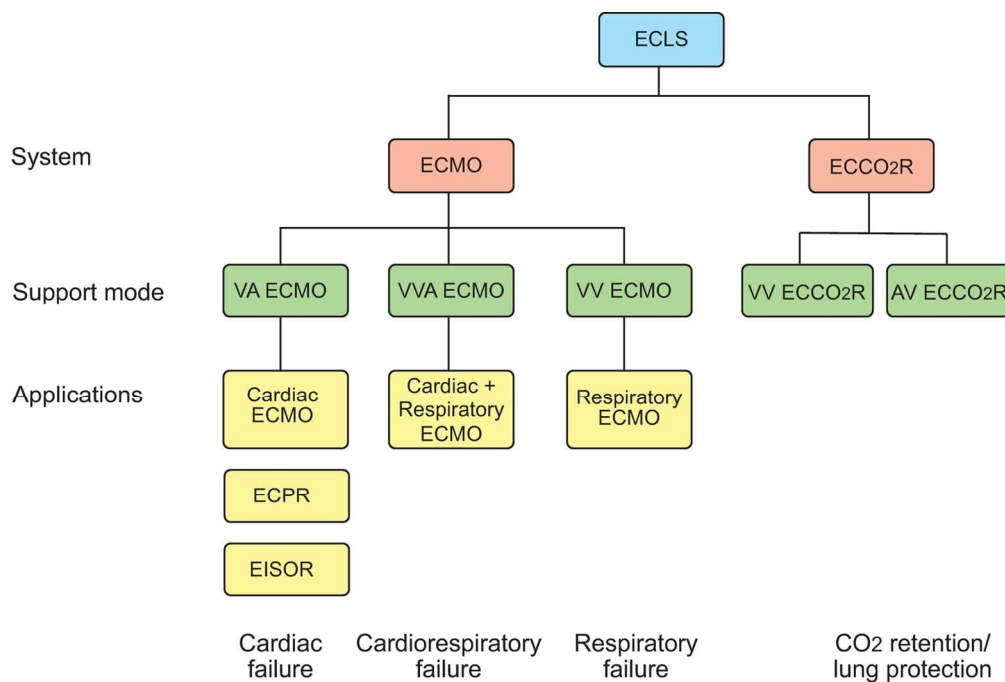 ECLS
System
ECMO
ECCO2R
Support mode
VA ECMO
VVA ECMO
VV ECMO
VV ECCO2R
AV ECCO2R
Applications
Cardiac
ECMO
Cardiac +
Respiratory
ECMO
Respiratory
ECMO
ECPR
EISOR
Cardiac
failure
Cardiorespiratory
failure
Respiratory
failure
CO2 retention/
lung protection